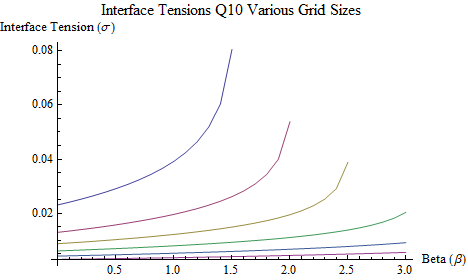 Interface Tensions Q10 Various Grid Sizes
Interface Tension (σ)
0.08
0.06
0.04
0.02
0.5 1.0 1.5 2.0 2.5 3.0 Beta (β)